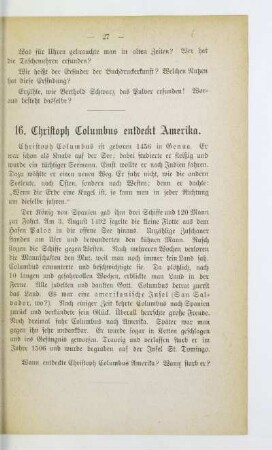 — 27 —
Was für Uhren gebrauchte man in alten Zeiten? Wer hat
die Taschenuhren erfunden?
Wie heißt der Erfinder der Buchdruckerkunst? Welchen Nutzen
hat diese Erfindung?
Erzähle, wie Berthold Schwarz das Pulver erfunden! Wor-
aus besteht dasselbe?
16. Christoph Columbus entdeckt Amerika.
Christoph Columbus ist geboren 1456 in Genua. Er
kam schon als Knabe auf der See; dabei studierte er fleißig und
ward ein tüchtiger Seemann. Einst wollte er nach Indien fahren.
Dazu wählte er einen neuen Weg. Er fuhr nicht, wie die andern
Seeleute, nach Osten, sondern nach Westen; denn er dachte:
„Wenn die Erde eine Kugel ist, so kann man in jeder Richtung
um dieselbe fahren."
Der König von Spanien gab ihm drei Schiffe und 120 Mann
zur Fahrt. Am 3. August 1492 segelte die kleine Flotte aus dem
Hafen Palos in das offene Meer hinaus. Unzählige Zuschauer
standen am Ufer und bewunderten den kühnen Mann. Rasch
flogen die Schiffe gegen Westen. Nach mehreren Wochen verloren
die Mannschaften den Mut, weil man noch immer kein Land sah.
Columbus ermunterte und beschwichtigte sie. Da plötzlich, nach
10 langen und gefahrvollen Wochen, erblickte man Land in der
Ferne. Alle jubelten und dankten Gott. Columbus betrat zuerst
das Land. Es war eine amerikanische Insel (San Sal-
vador, wo?). Nach einiger Zeit kehrte Columbus nach Spanien
zurück und verkündete sein Glück. Überall herrschte große Freude.
Noch dreimal fuhr Columbus nach Amerika. Später war man
gegen ihn undankbar. Er wurde sogar in Ketten geschlossen und
ins Gefängnis geworfen. Traurig und verlassen starb er im
Jahre 1506 und wurde begraben auf der Insel St. Domingo.
Wann entdeckte Christoph Columbus Amerika? Wann starb er?